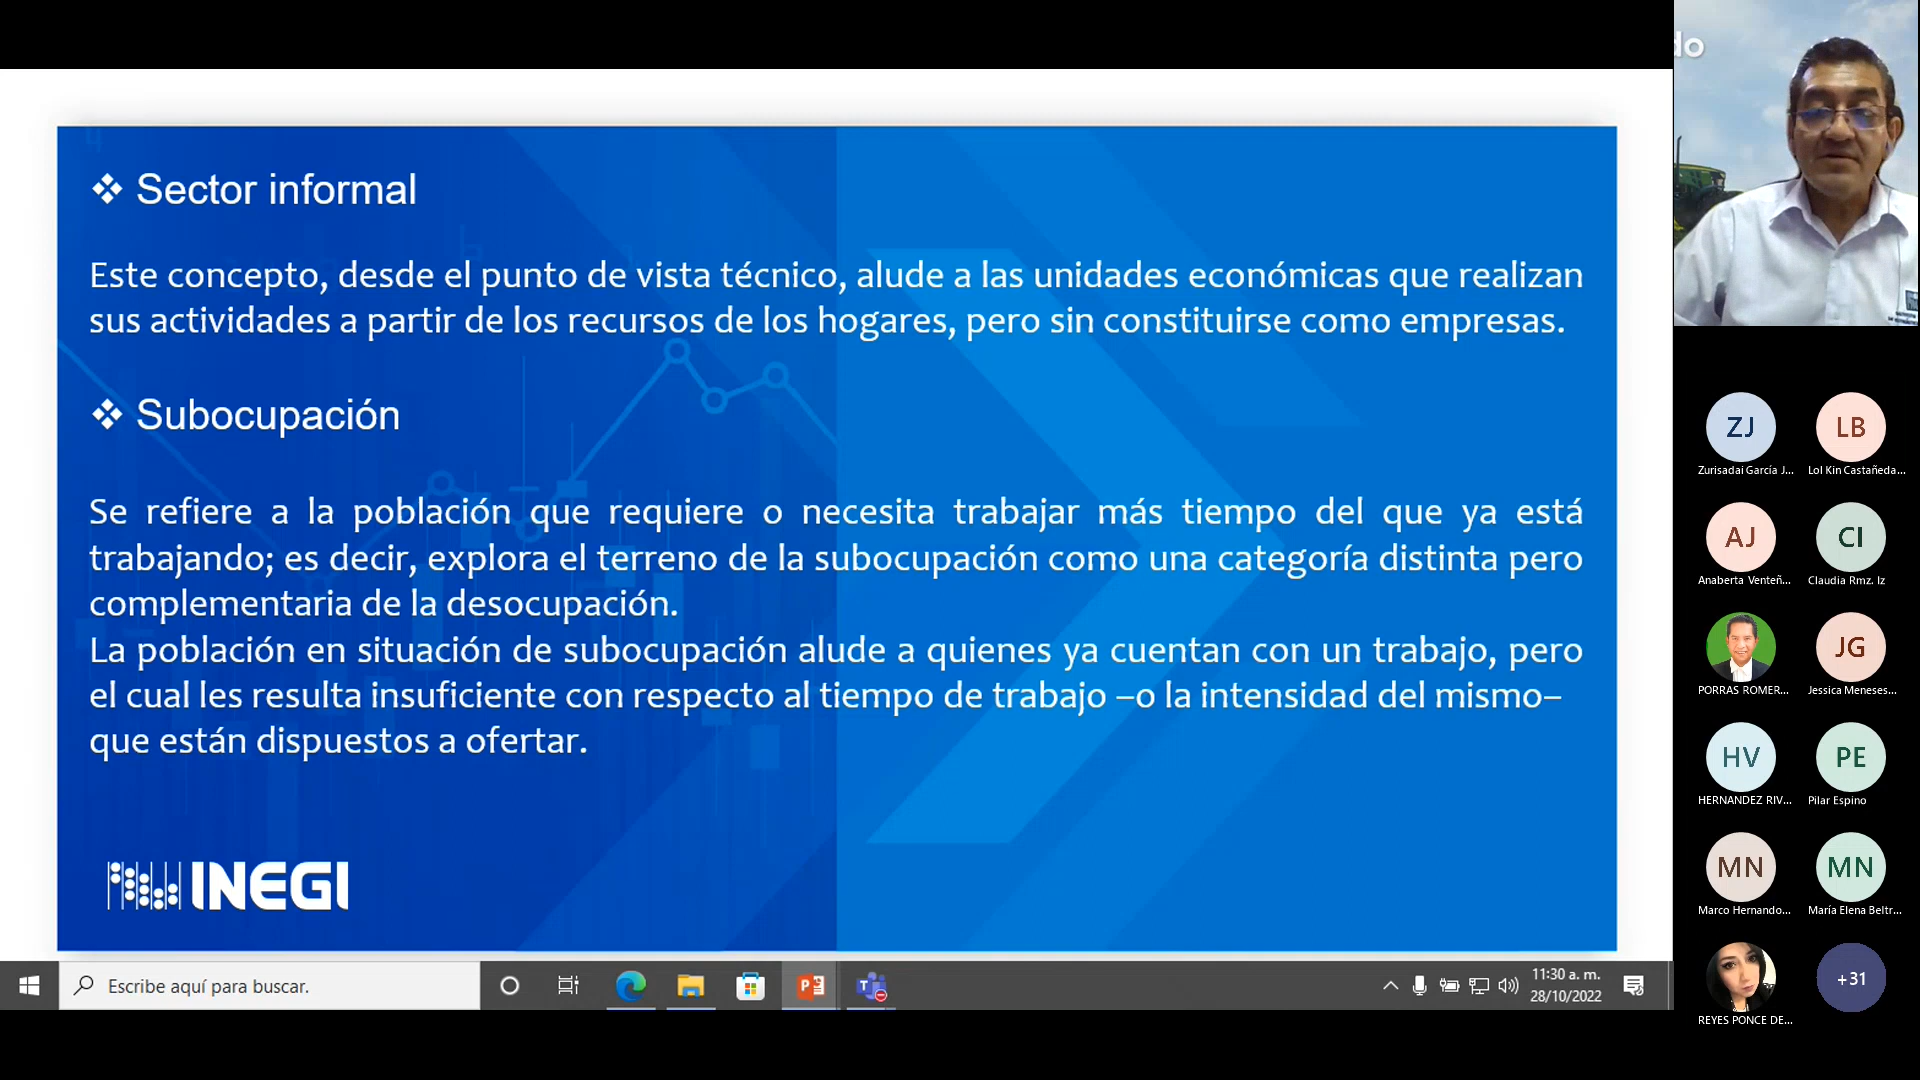 do
❖ Sector informal
Este concepto, desde el punto de vista técnico, alude a las unidades económicas que realizan
sus actividades a partir de los recursos de los hogares, pero sin constituirse como empresas.
❖ Subocupación
Se refiere a la población que requiere o necesita trabajar más tiempo del que ya está
trabajando; es decir, explora el terreno de la subocupación como una categoría distinta pero
complementaria de la desocupación.
La población en situación de subocupación alude a quienes ya cuentan con un trabajo, pero
el cual les resulta insuficiente con respecto al tiempo de trabajo –o la intensidad del mismo–
que están dispuestos a ofertar.
INEGI
Escribe aquí para buscar.
11:30 a. m.
28/10/2022
ZJ
Zurisadai García J...
LB
Lol Kin Castañeda...
AJ
Anaberta Venteñ...
CI
Claudia Rmz. Iz
PORRAS ROMER...
JG
Jessica Meneses...
HV
HERNANDEZ RIV...
PE
Pilar Espino
MN
Marco Hernando...
MN
María Elena Beltr...
REYES PONCE DE...
+31